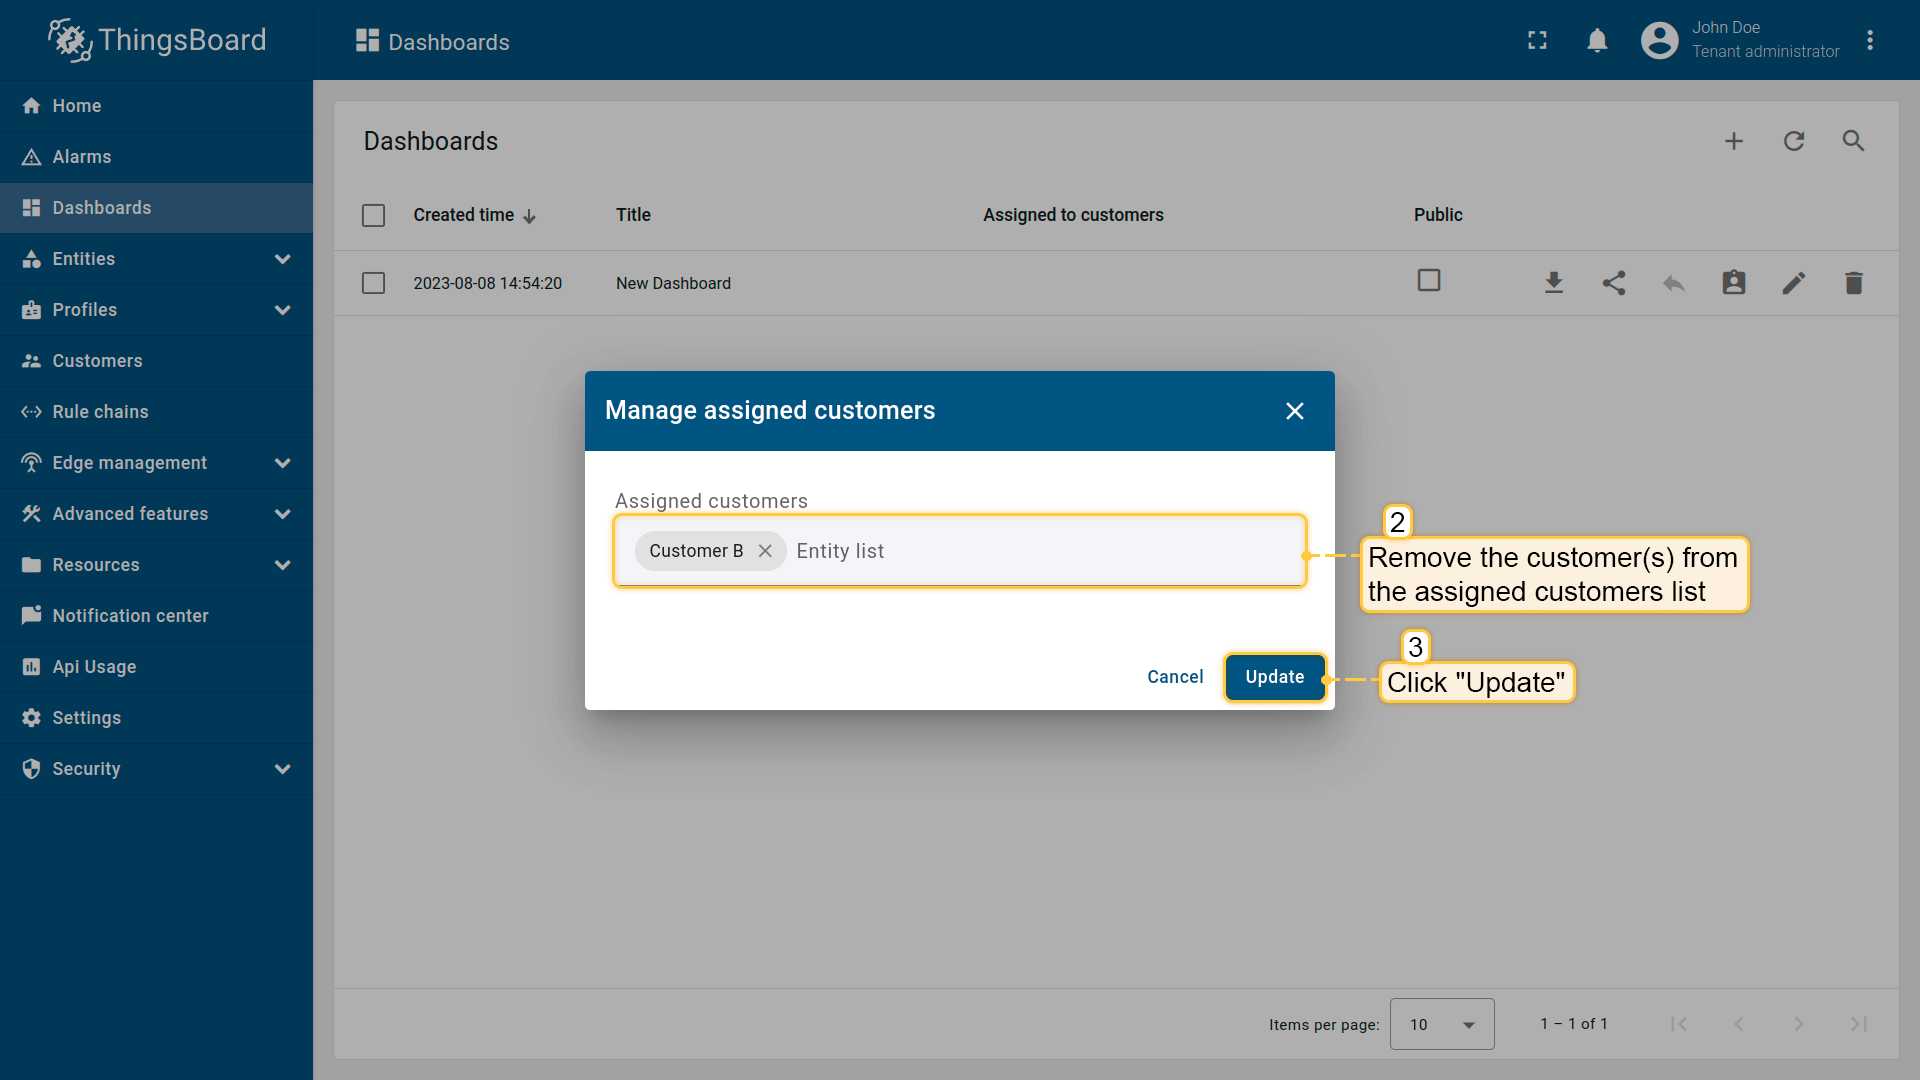 ThingsBoard
Dashboards
John Doe
Tenant administrator
Home
Alarms
Dashboards
Entities
Profiles
Customers
Rule chains
Edge management
Advanced features
Resources
Notification center
Api Usage
Settings
Security
Dashboards
Created time Title Assigned to customers Public
2023-08-08 14:54:20 New Dashboard
Manage assigned customers
Assigned customers
Customer B Entity list
Cancel Update
2
Remove the customer(s) from
the assigned customers list
3
Click "Update"
Items per page: 10 1 – 1 of 1